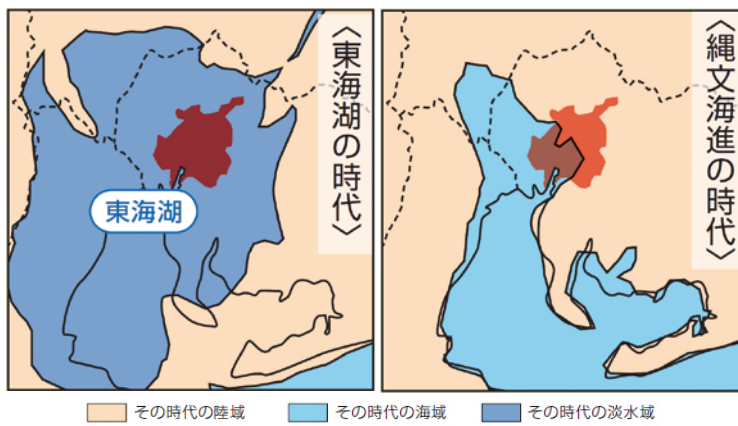 〈東海湖の時代〉
東海湖
〈縄文海進の時代〉
その時代の陸域
その時代の海域
その時代の淡水域